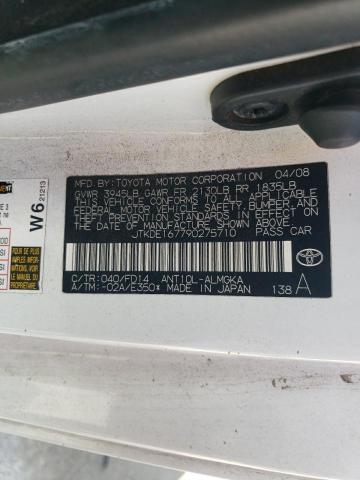 MFD.BY:TOYOTA MOTOR CORPORATION 04/08
GVWR 3945LB GAWR FR 2130LB RR 1835LB
THIS VEHICLE CONFORMS TO ALL APPLICABLE
FEDERAL MOTOR VEHICLE SAFETY, BUMPER, AND
THEFT PREVENTION STANDARDS IN EFFECT ON THE DATE
OF MANUFACTURE SHOWN ABOVE.
JTKDE167790275710 PASS CAR
C/TR:040/FD14 ANT10L-ALMGKA
A/TM:-02A/E350* MADE IN JAPAN 138 A
W6 21213